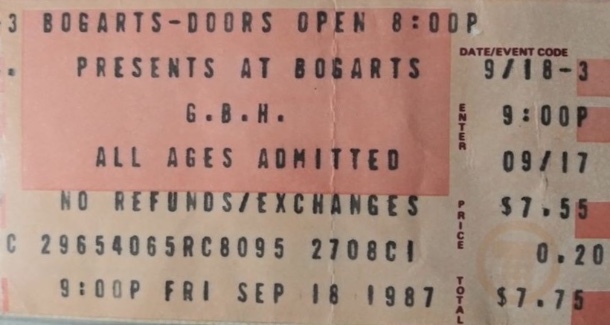 3 BOGARTS-DOORS OPEN 8:00P
DATE/EVENT CODE
. PRESENTS AT BOGARTS 9/18-3
G.B.H. ENTER 9:00P
ALL AGES ADMITTED 09/17
NO REFUNDS/EXCHANGES PRICE $7.55
C 29654065RC8095 2708CI 0.20
9:00P FRI SEP 18 1987 TOTAL $7.75